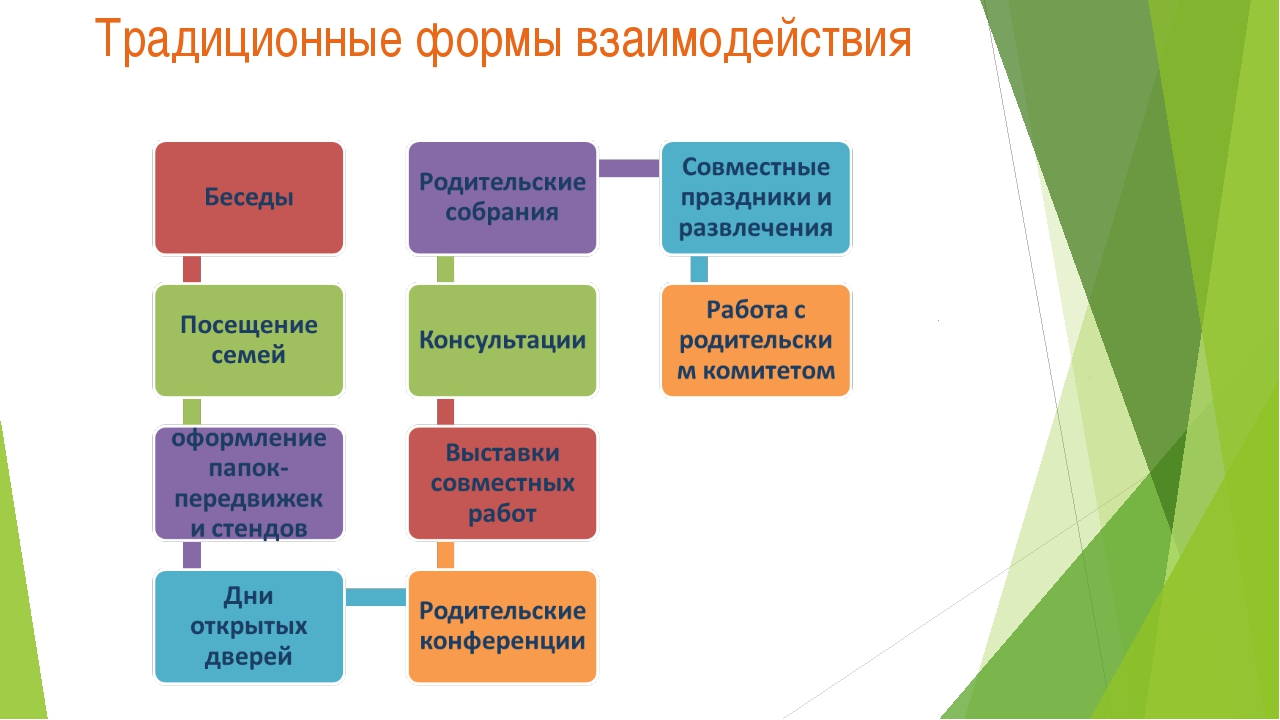 Традиционные формы взаимодействия
Беседы
Посещение
семей
оформление
папок-
передвижек
и стендов
Дни
открытых
дверей
Родительские
конференции
Выставки
совместных
работ
Консультации
Родительские
собрания
Совместные
праздники и
развлечения
Работа с
родительски
м комитетом